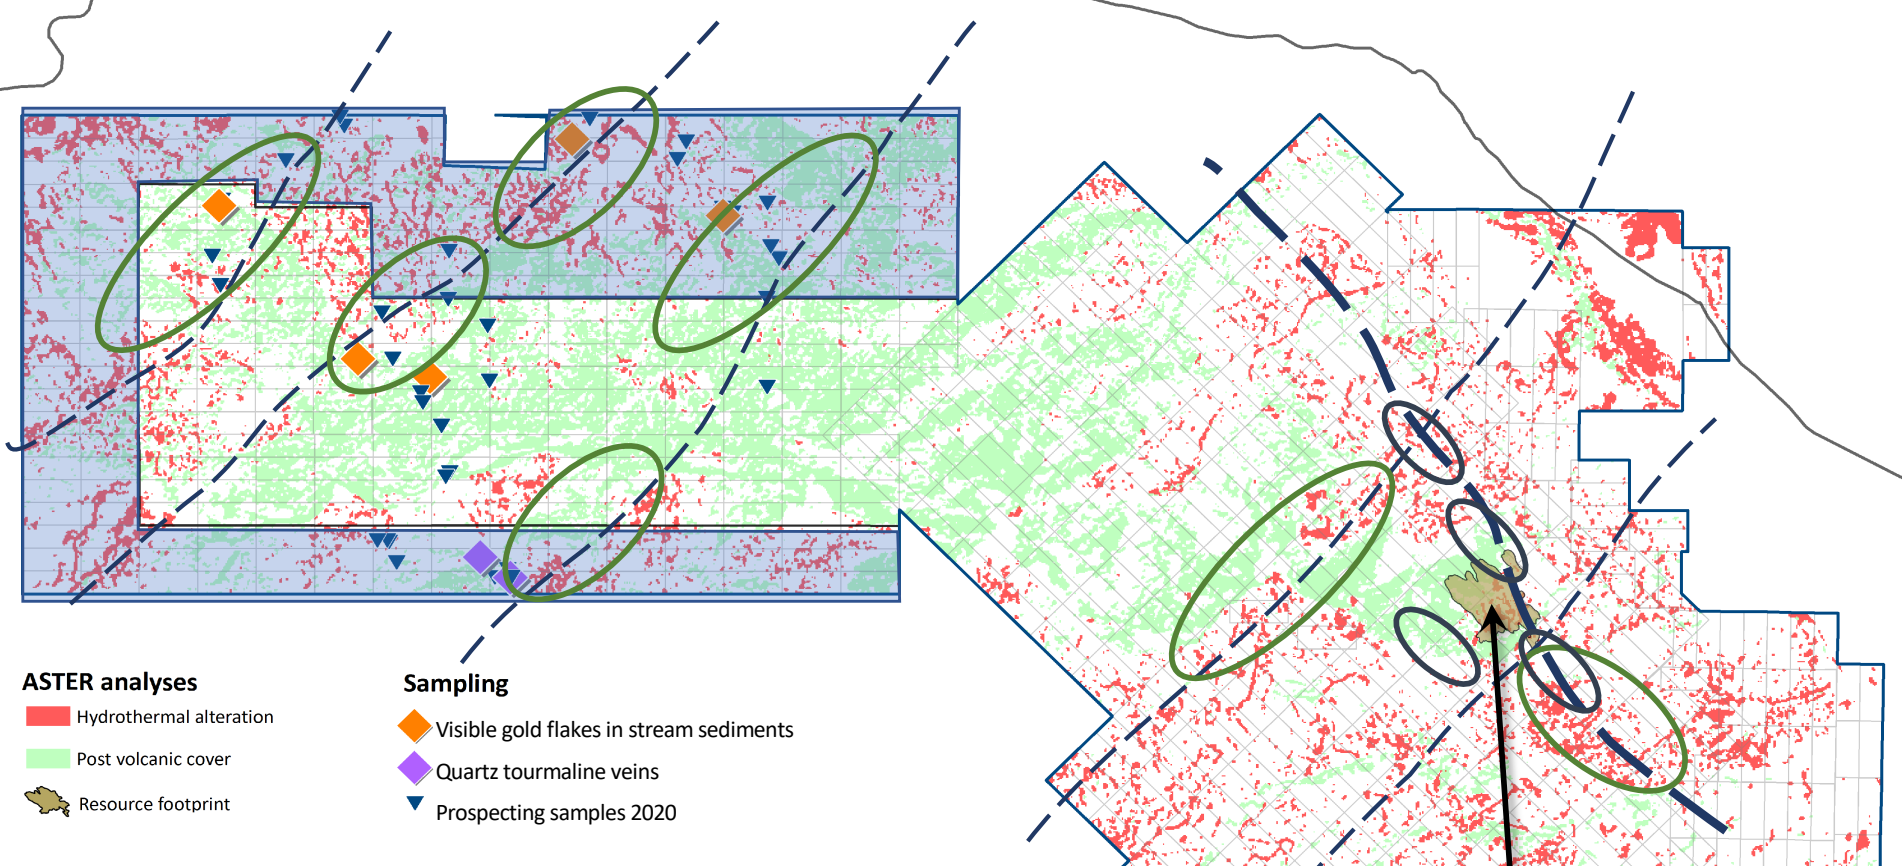 ASTER analyses
Hydrothermal alteration
Post volcanic cover
Resource footprint
Sampling
Visible gold flakes in stream sediments
Quartz tourmaline veins
Prospecting samples 2020